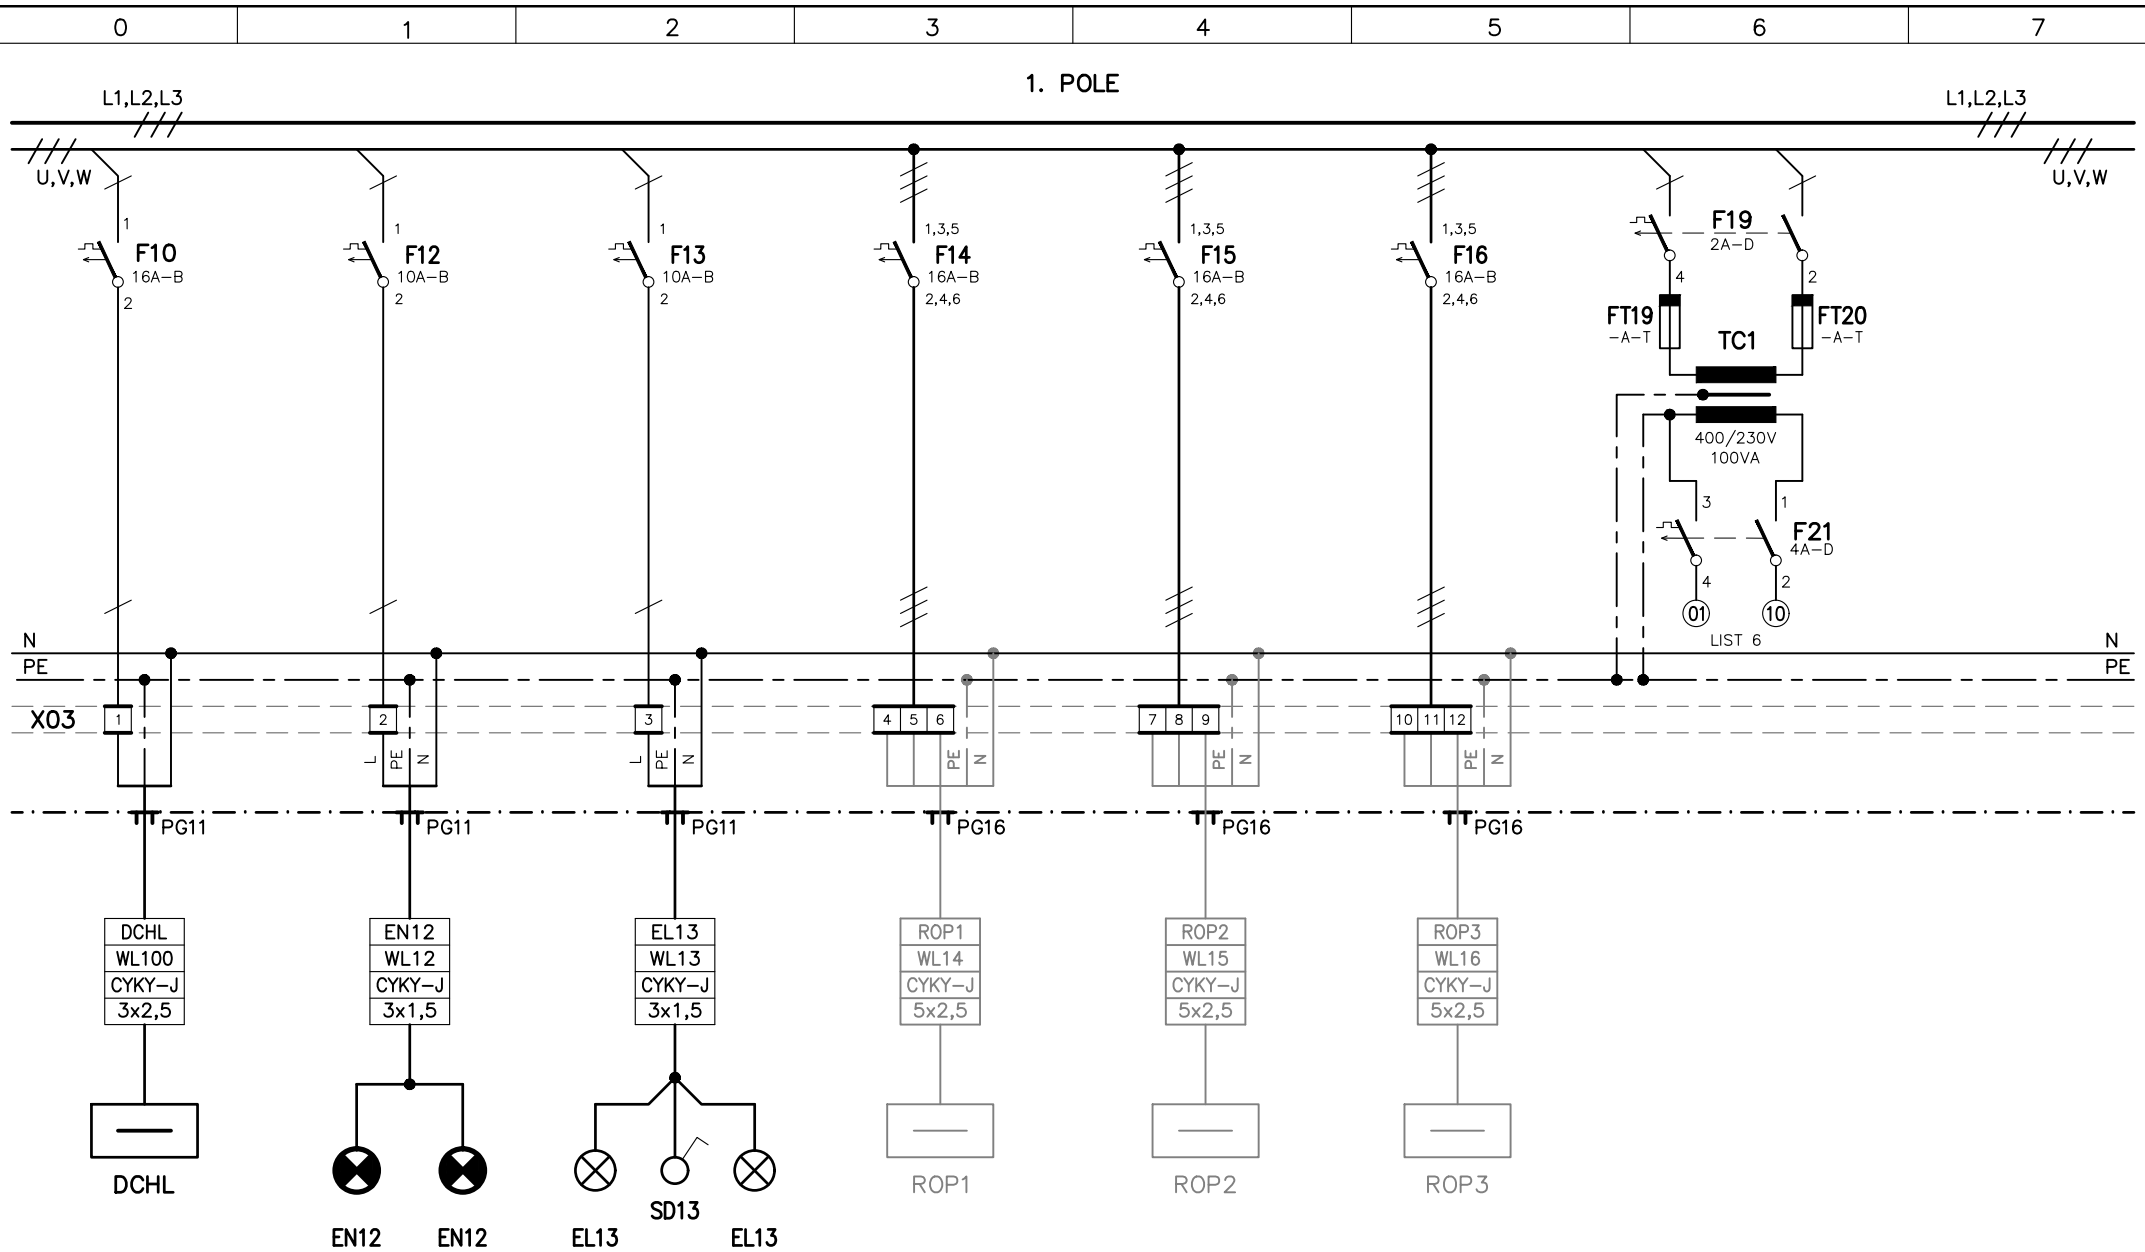 0 1 2 3 4 5 6 7
1. POLE
L1,L2,L3 L1,L2,L3
U,V,W U,V,W
1 1 1 1,3,5 1,3,5 1,3,5
F10 F12 F13 F14 F15 F16 F19
16A-B 10A-B 10A-B 16A-B 16A-B 16A-B 2A-D
2 2 2 2,4,6 2,4,6 2,4,6 4 2
FT19 FT20
-A-T -A-T
TC1
400/230V
100VA
3 1
F21
4A-D
4 2
01 10
LIST 6
N N
PE PE
X03 1 2 3 4 5 6 7 8 9 10 11 12
L PE N L PE N PE N PE N PE N
PG11 PG11 PG11 PG16 PG16 PG16
DCHL EN12 EL13 ROP1 ROP2 ROP3
WL100 WL12 WL13 WL14 WL15 WL16
CYKY-J CYKY-J CYKY-J CYKY-J CYKY-J CYKY-J
3x2,5 3x1,5 3x1,5 5x2,5 5x2,5 5x2,5
DCHL ROP1 ROP2 ROP3
SD13
EN12 EN12 EL13 EL13